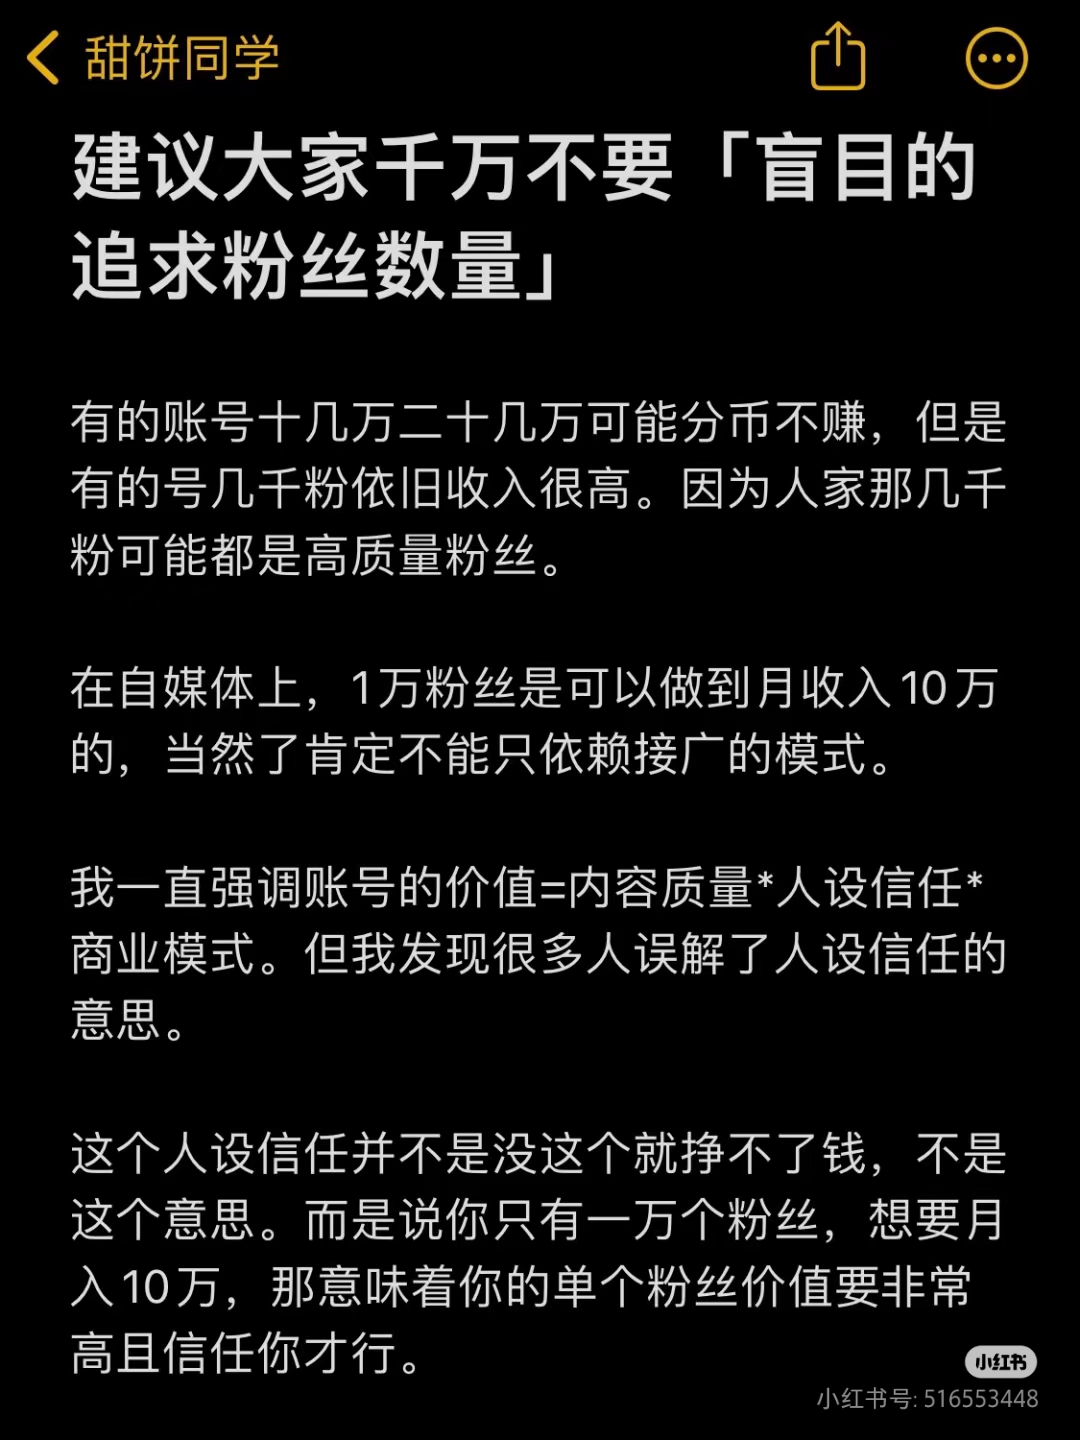 甜饼同学
建议大家千万不要「盲目的
追求粉丝数量」
有的账号十几万二十几万可能分币不赚，但是
有的号几千粉依旧收入很高。因为人家那几千
粉可能都是高质量粉丝。
在自媒体上，1万粉丝是可以做到月收入10万
的，当然了肯定不能只依赖接广的模式。
我一直强调账号的价值=内容质量*人设信任*
商业模式。但我发现很多人误解了人设信任的
意思。
这个人设信任并不是没这个就挣不了钱，不是
这个意思。而是说你只有一万个粉丝，想要月
入10万，那意味着你的单个粉丝价值要非常
高且信任你才行。
小红书
小红书号: 516553448